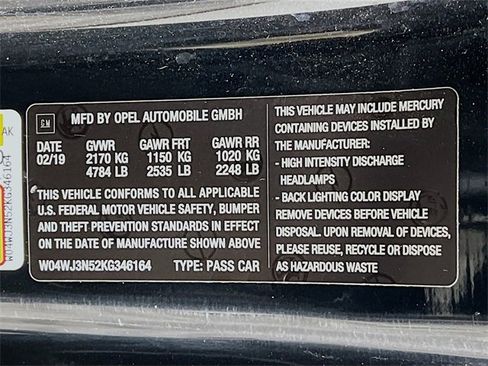 GM
MFD BY OPEL AUTOMOBILE GMBH
DATE GVWR GAWR FRT GAWR RR
02/19 2170 KG 1150 KG 1020 KG
4784 LB 2535 LB 2248 LB
THIS VEHICLE CONFORMS TO ALL APPLICABLE
U.S. FEDERAL MOTOR VEHICLE SAFETY, BUMPER
AND THEFT PREVENTION STANDARDS IN EFFECT
ON THE DATE OF MANUFACTURE SHOWN ABOVE.
W04WJ3N52KG346164 TYPE: PASS CAR
THIS VEHICLE MAY INCLUDE MERCURY
CONTAINING DEVICES INSTALLED BY
THE MANUFACTURER:
- HIGH INTENSITY DISCHARGE
HEADLAMPS
- BACK LIGHTING COLOR DISPLAY
REMOVE DEVICES BEFORE VEHICLE
DISPOSAL. UPON REMOVAL OF DEVICES,
PLEASE REUSE, RECYCLE OR DISPOSE
AS HAZARDOUS WASTE
AK
W04WJ3N52KG346164